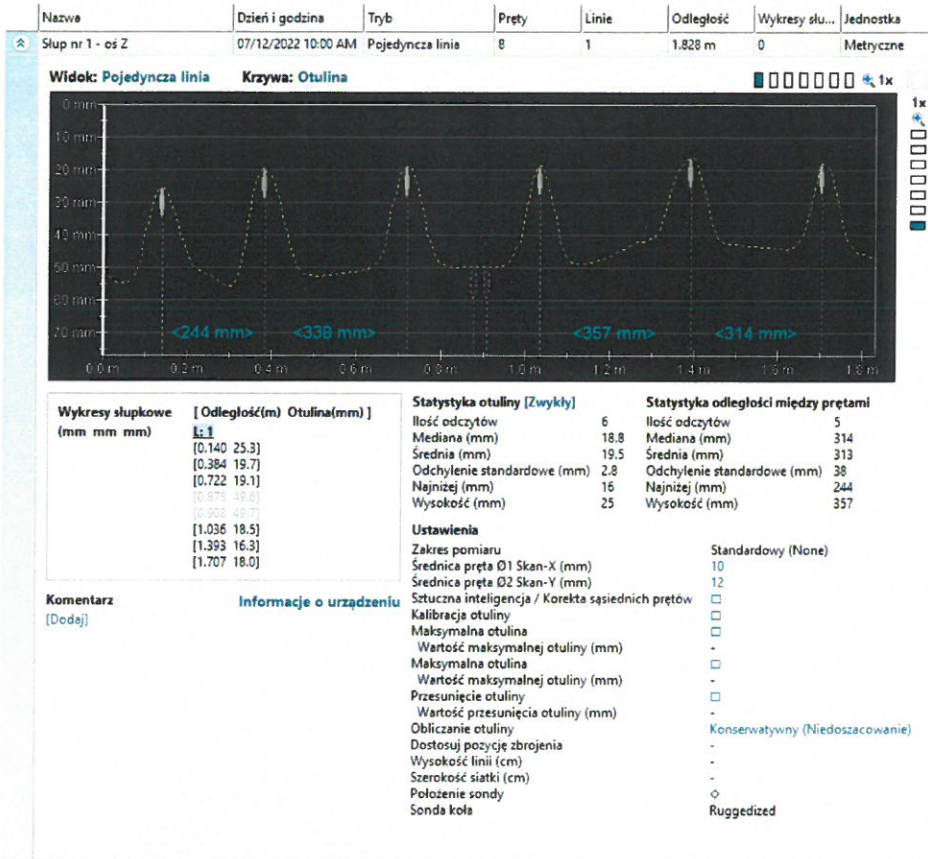 Nazwa Dzień i godzina Tryb Pręty Linie Odległość Wykresy słu... Jednostka
Słup nr 1 - oś Z 07/12/2022 10:00 AM Pojedyncza linia 8 1 1.828 m 0 Metryczne
Widok: Pojedyncza linia Krzywa: Otulina 1x
1x
0 mm
10 mm
20 mm
30 mm
40 mm
50 mm
60 mm
70 mm
<244 mm> <338 mm> <357 mm> <314 mm>
0.0 m 0.2 m 0.4 m 0.6 m 0.8 m 1.0 m 1.2 m 1.4 m 1.6 m 1.8 m
Wykresy słupkowe [ Odległość(m) Otulina(mm) ]
(mm mm mm) L: 1
[0.140 25.3]
[0.384 19.7]
[0.722 19.1]
[0.878 49.6]
[0.908 49.7]
[1.036 18.5]
[1.393 16.3]
[1.707 18.0]
Komentarz Informacje o urządzeniu
[Dodaj]
Statystyka otuliny [Zwykły]
Ilość odczytów 6
Mediana (mm) 18.8
Średnia (mm) 19.5
Odchylenie standardowe (mm) 2.8
Najniżej (mm) 16
Wysokość (mm) 25
Statystyka odległości między prętami
Ilość odczytów 5
Mediana (mm) 314
Średnia (mm) 313
Odchylenie standardowe (mm) 38
Najniżej (mm) 244
Wysokość (mm) 357
Ustawienia
Zakres pomiaru Standardowy (None)
Średnica pręta Ø1 Skan-X (mm) 10
Średnica pręta Ø2 Skan-Y (mm) 12
Sztuczna inteligencja / Korekta sąsiednich prętów
Kalibracja otuliny
Maksymalna otulina
Wartość maksymalnej otuliny (mm) -
Maksymalna otulina
Wartość maksymalnej otuliny (mm) -
Przesunięcie otuliny
Wartość przesunięcia otuliny (mm) -
Obliczanie otuliny Konserwatywny (Niedoszacowanie)
Dostosuj pozycję zbrojenia -
Wysokość linii (cm) -
Szerokość siatki (cm) -
Położenie sondy
Sonda koła Ruggedized